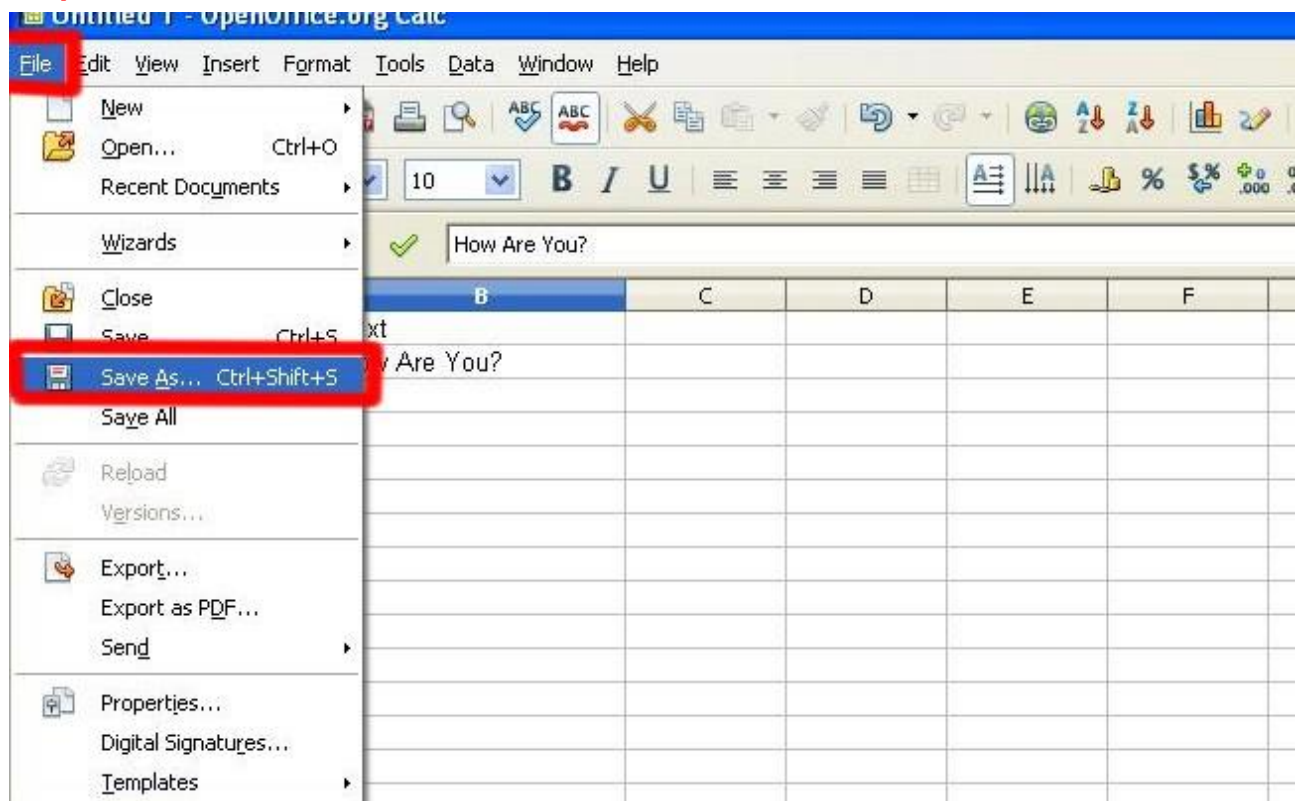 Untitled 1 - OpenOffice.org Calc
File Edit View Insert Format Tools Data Window Help
New
Open... Ctrl+O
Recent Documents
Wizards
Close
Save Ctrl+S
Save As... Ctrl+Shift+S
Save All
Reload
Versions...
Export...
Export as PDF...
Send
Properties...
Digital Signatures...
Templates
ABC ABC
10 B I U
How Are You?
B C D E F
xt
w Are You?